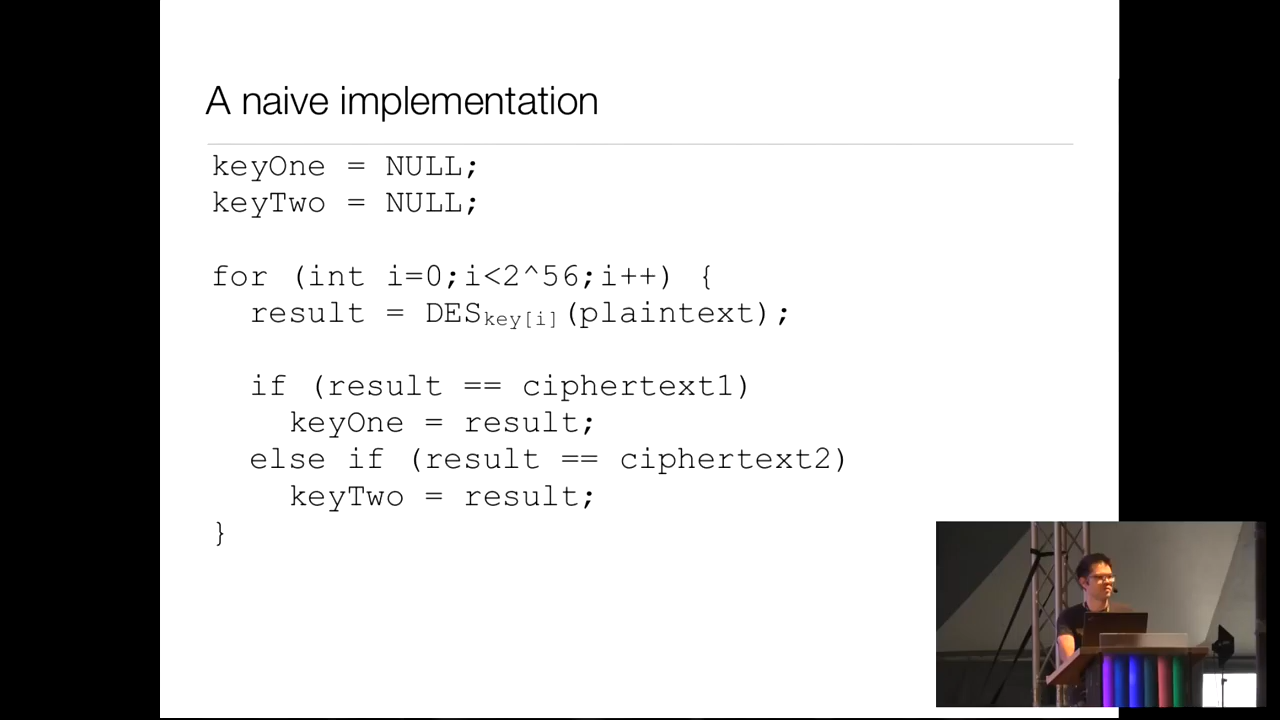 A naive implementation
keyOne = NULL;
keyTwo = NULL;
for (int i=0;i<2^56;i++) {
result = DESkey[i](plaintext);
if (result == ciphertext1)
keyOne = result;
else if (result == ciphertext2)
keyTwo = result;
}